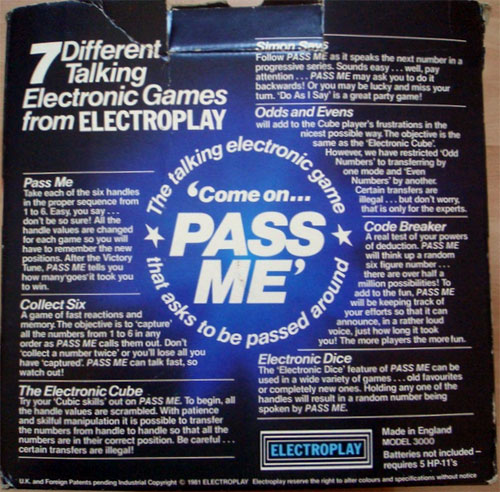 7 Different
Talking
Electronic Games
from ELECTROPLAY
Pass Me
Take each of the six handles
in the proper sequence from
1 to 6. Easy, you say . . .
don't be so sure! All the
handle values are changed
for each game so you will
have to remember the new
positions. After the Victory
Tune, PASS ME tells you
how many 'goes' it took you
to win.
Collect Six
A game of fast reactions and
memory. The objective is to 'capture'
all the numbers from 1 to 6 in any
order as PASS ME calls them out. Don't
'collect a number twice' or you'll lose all you
have 'captured'. PASS ME can talk fast, so
watch out!
The Electronic Cube
Try your 'Cubic skills' out on PASS ME. To begin, all
the handle values are scrambled. With patience
and skilful manipulation it is possible to transfer
the numbers from handle to handle so that all the
numbers are in their correct position. Be careful . . .
certain transfers are illegal!
The talking electronic game
'Come on...
PASS
ME'
that asks to be passed around
Simon Says
Follow PASS ME as it speaks the next number in a
progressive series. Sounds easy . . . well, pay
attention . . . PASS ME may ask you to do it
backwards! Or you may be lucky and miss your
turn. 'Do As I Say' is a great party game!
Odds and Evens
will add to the Cube player's frustrations in the
nicest possible way. The objective is the
same as the 'Electronic Cube'.
However, we have restricted 'Odd
Numbers' to transferring by
one mode and 'Even
Numbers' by another.
Certain transfers are
illegal . . . but don't worry,
that is only for the experts.
Code Breaker
A real test of your powers
of deduction. PASS ME
will think up a random
six figure number . . .
there are over half a
million possibilities! To
add to the fun, PASS ME
will be keeping track of
your efforts so that it can
announce, in a rather loud
voice, just how long it took
you! The more players the more fun.
Electronic Dice
The 'Electronic Dice' feature of PASS ME can be
used in a wide variety of games . . . old favourites
or completely new ones. Holding any one of the
handles will result in a random number being
spoken by PASS ME.
ELECTROPLAY
Made in England
MODEL 3000
Batteries not included –
requires 5 HP-11's
U.K. and Foreign Patents pending Industrial Copyright © 1981 ELECTROPLAY Electroplay reserve the right to alter colours and specifications without notice